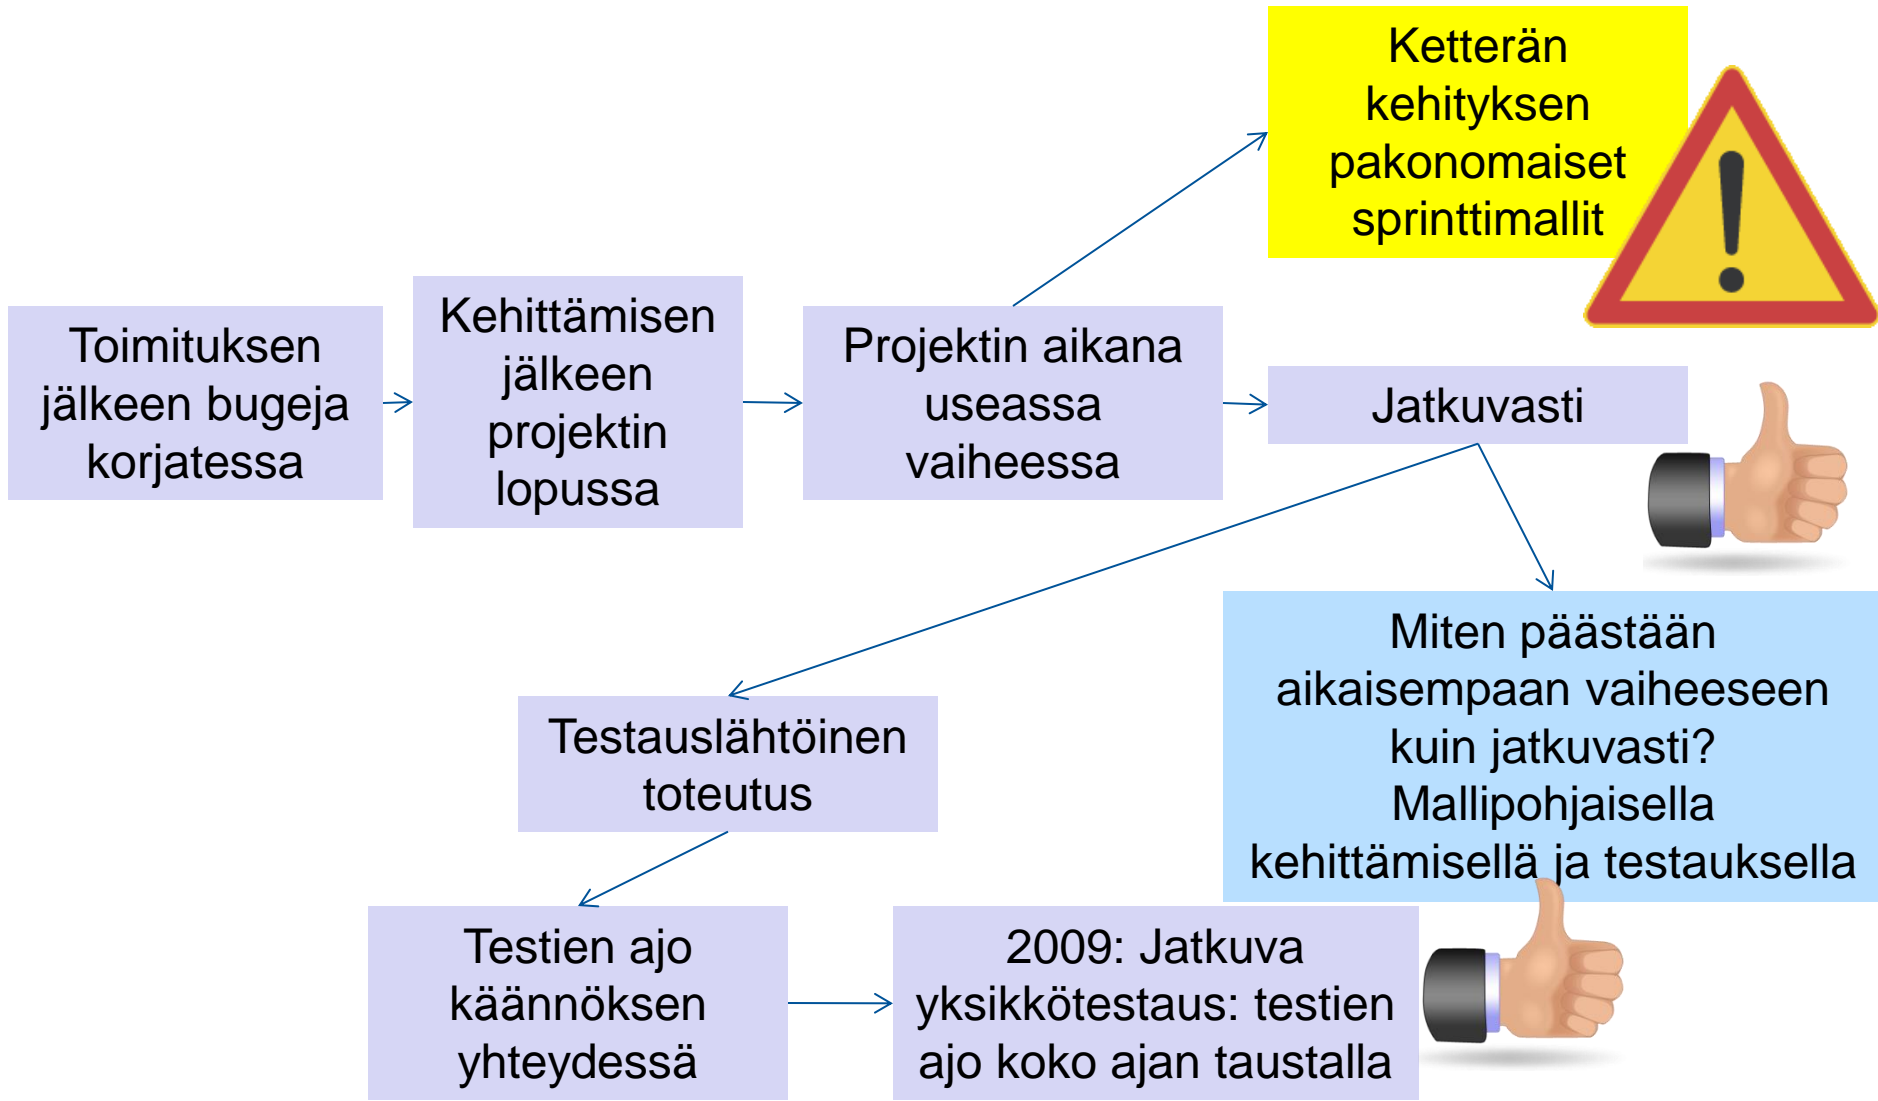 Ketterän
kehityksen
pakonomaiset
sprinttimallit
Toimituksen
jälkeen bugeja
korjatessa
Kehittämisen
jälkeen
projektin
lopussa
Projektin aikana
useassa
vaiheessa
Jatkuvasti
Miten päästään
aikaisempaan vaiheeseen
kuin jatkuvasti?
Mallipohjaisella
kehittämisellä ja testauksella
Testauslähtöinen
toteutus
Testien ajo
käännöksen
yhteydessä
2009: Jatkuva
yksikkötestaus: testien
ajo koko ajan taustalla